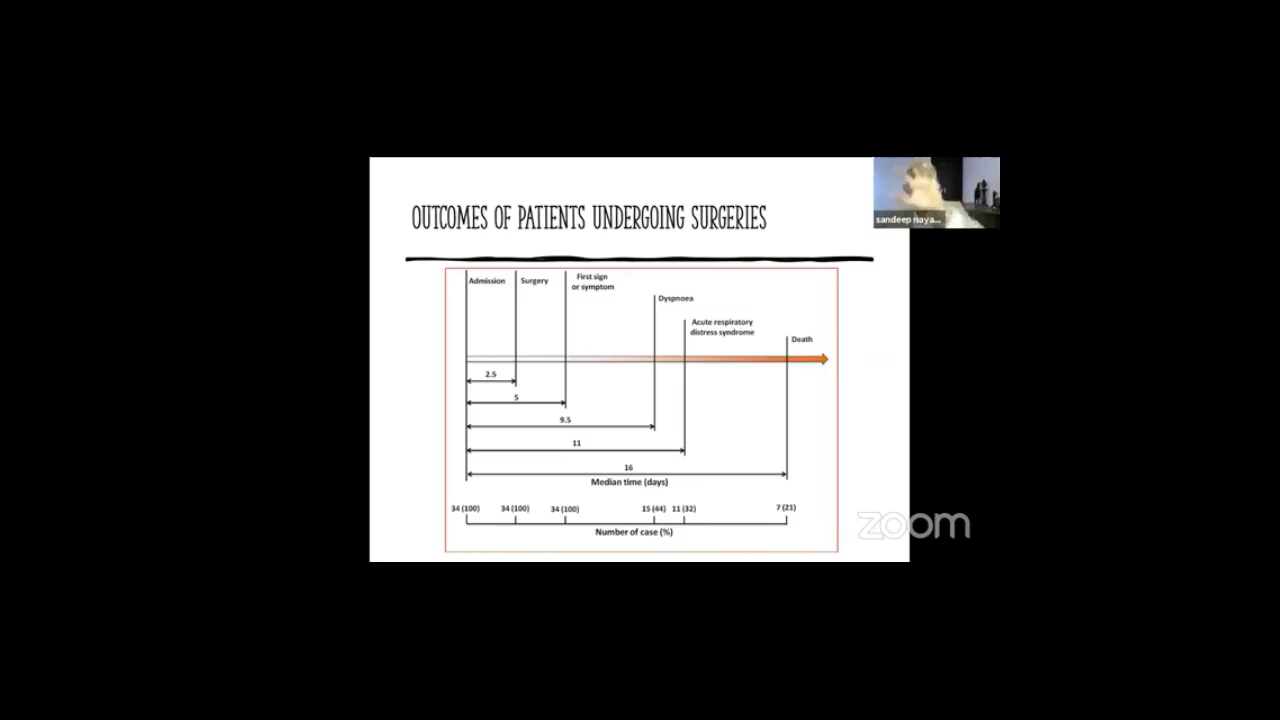 sandeep naya...
OUTCOMES OF PATIENTS UNDERGOING SURGERIES
Admission
Surgery
First sign
or symptom
Dyspnoea
Acute respiratory
distress syndrome
Death
2.5
5
9.5
11
16
Median time (days)
34 (100) 34 (100) 34 (100) 15 (44) 11 (32) 7 (21)
Number of case (%)
zoom